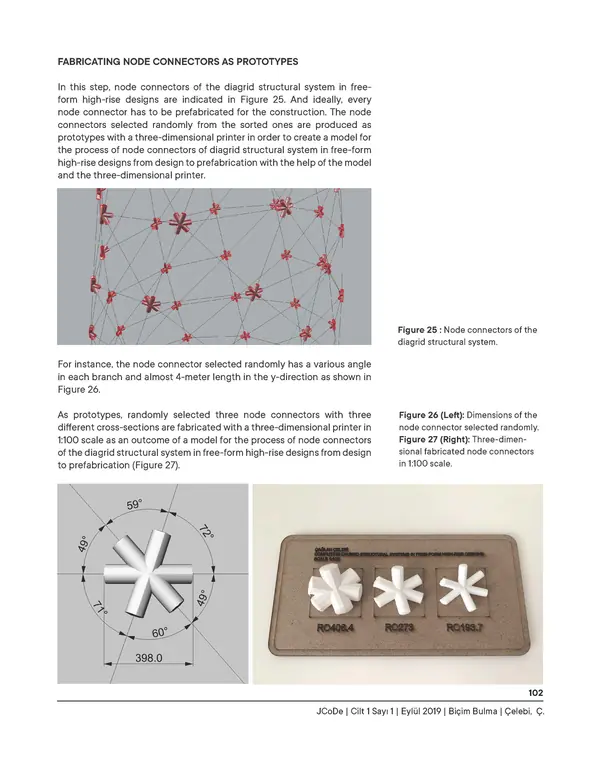 FABRICATING NODE CONNECTORS AS PROTOTYPES
In this step, node connectors of the diagrid structural system in free-
form high-rise designs are indicated in Figure 25. And ideally, every
node connector has to be prefabricated for the construction. The node
connectors selected randomly from the sorted ones are produced as
prototypes with a three-dimensional printer in order to create a model for
the process of node connectors of diagrid structural system in free-form
high-rise designs from design to prefabrication with the help of the model
and the three-dimensional printer.
Figure 25 : Node connectors of the
diagrid structural system.
For instance, the node connector selected randomly has a various angle
in each branch and almost 4-meter length in the y-direction as shown in
Figure 26.
As prototypes, randomly selected three node connectors with three
different cross-sections are fabricated with a three-dimensional printer in
1:100 scale as an outcome of a model for the process of node connectors
of the diagrid structural system in free-form high-rise designs from design
to prefabrication (Figure 27).
Figure 26 (Left): Dimensions of the
node connector selected randomly.
Figure 27 (Right): Three-dimen-
sional fabricated node connectors
in 1:100 scale.
59°
72°
49°
49°
71°
60°
398.0
RO406.4 RO273 RO193.7
102
JCoDe | Cilt 1 Sayı 1 | Eylül 2019 | Biçim Bulma | Çelebi, Ç.